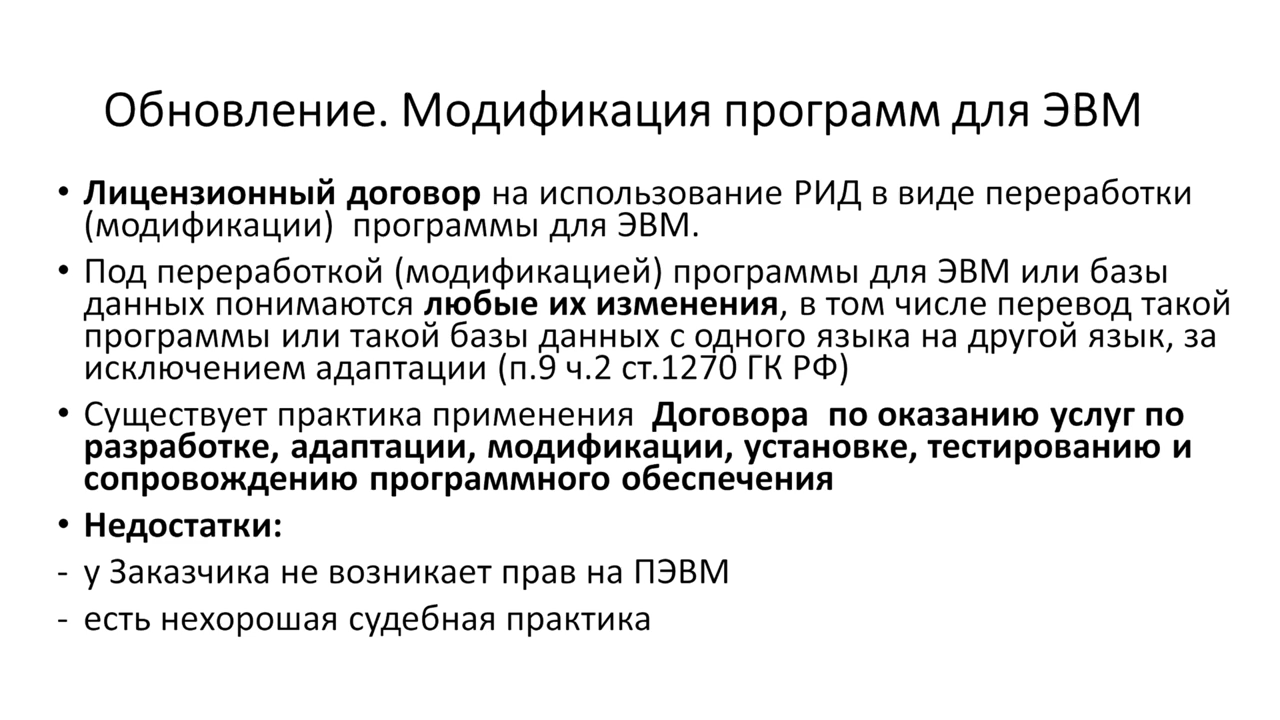 Обновление. Модификация программ для ЭВМ
• Лицензионный договор на использование РИД в виде переработки
(модификации)  программы для ЭВМ.
• Под переработкой (модификацией) программы для ЭВМ или базы
данных понимаются любые их изменения, в том числе перевод такой
программы или такой базы данных с одного языка на другой язык, за
исключением адаптации (п.9 ч.2 ст.1270 ГК РФ)
• Существует практика применения  Договора  по оказанию услуг по
разработке, адаптации, модификации, установке, тестированию и
сопровождению программного обеспечения
• Недостатки:
- у Заказчика не возникает прав на ПЭВМ
- есть нехорошая судебная практика